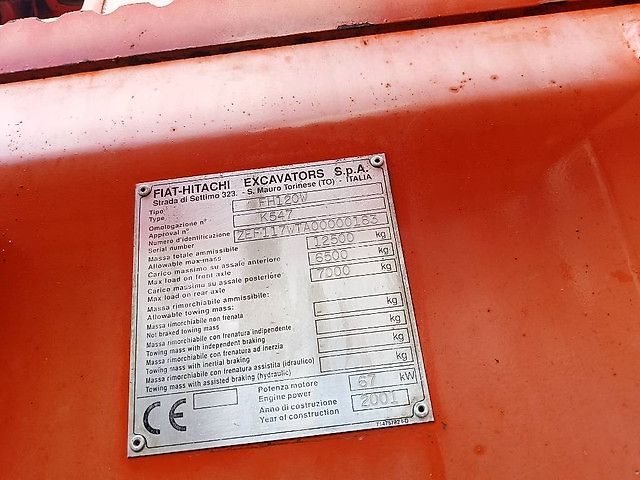 FIAT-HITACHI EXCAVATORS S.p.A.
Strada di Settimo 323. - S. Mauro Torinese (TO) - ITALIA
Tipo
Type FH120W
Omologazione n°
Approval n° K547
Numero d'identificazione
Serial number ZEF117WTA00000163
Massa totale ammissibile
Allowable max-mass 12500 kg
Carico massimo su assale anteriore
Max load on front axle 6500 kg
Carico massimo su assale posteriore
Max load on rear axle 7000 kg
Massa rimorchiabile ammissibile:
Allowable towing mass:
Massa rimorchiabile non frenata
Not braked towing mass kg
Massa rimorchiabile con frenatura indipendente
Towing mass with independent braking kg
Massa rimorchiabile con frenatura ad inerzia
Towing mass with inertial braking kg
Massa rimorchiabile con frenatura assistita (idraulico)
Towing mass with assisted braking (hydraulic) kg
Potenza motore
Engine power 67 kW
Anno di costruzione
Year of construction 2001
CE